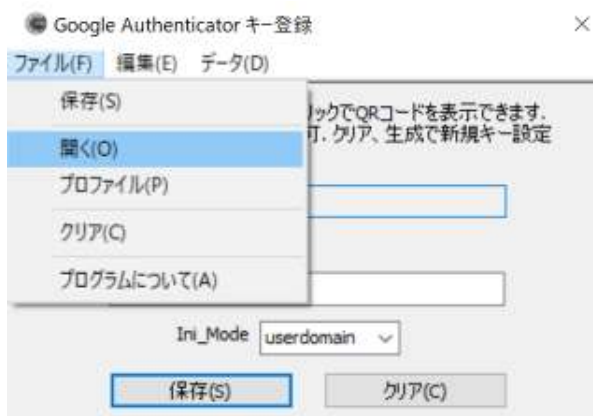 Google Authenticator キー登録
ファイル(F) 編集(E) データ(D)
保存(S)
開く(O)
プロファイル(P)
クリア(C)
プログラムについて(A)
リックでQRコードを表示できます.
可. クリア、生成で新規キー設定
Ini_Mode userdomain
保存(S) クリア(C)